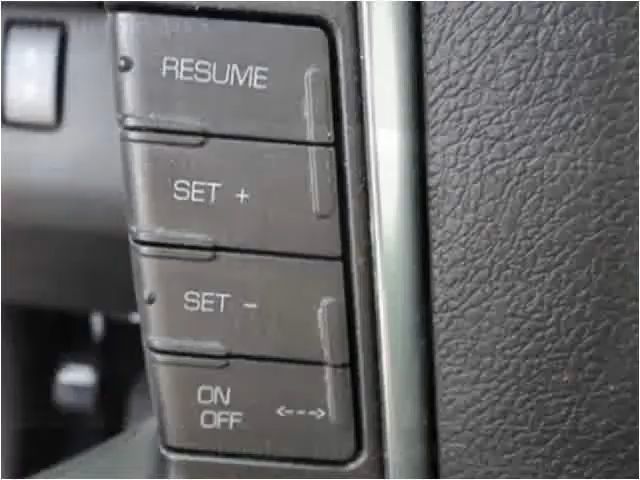 RESUME
SET +
SET -
ON
OFF <--->